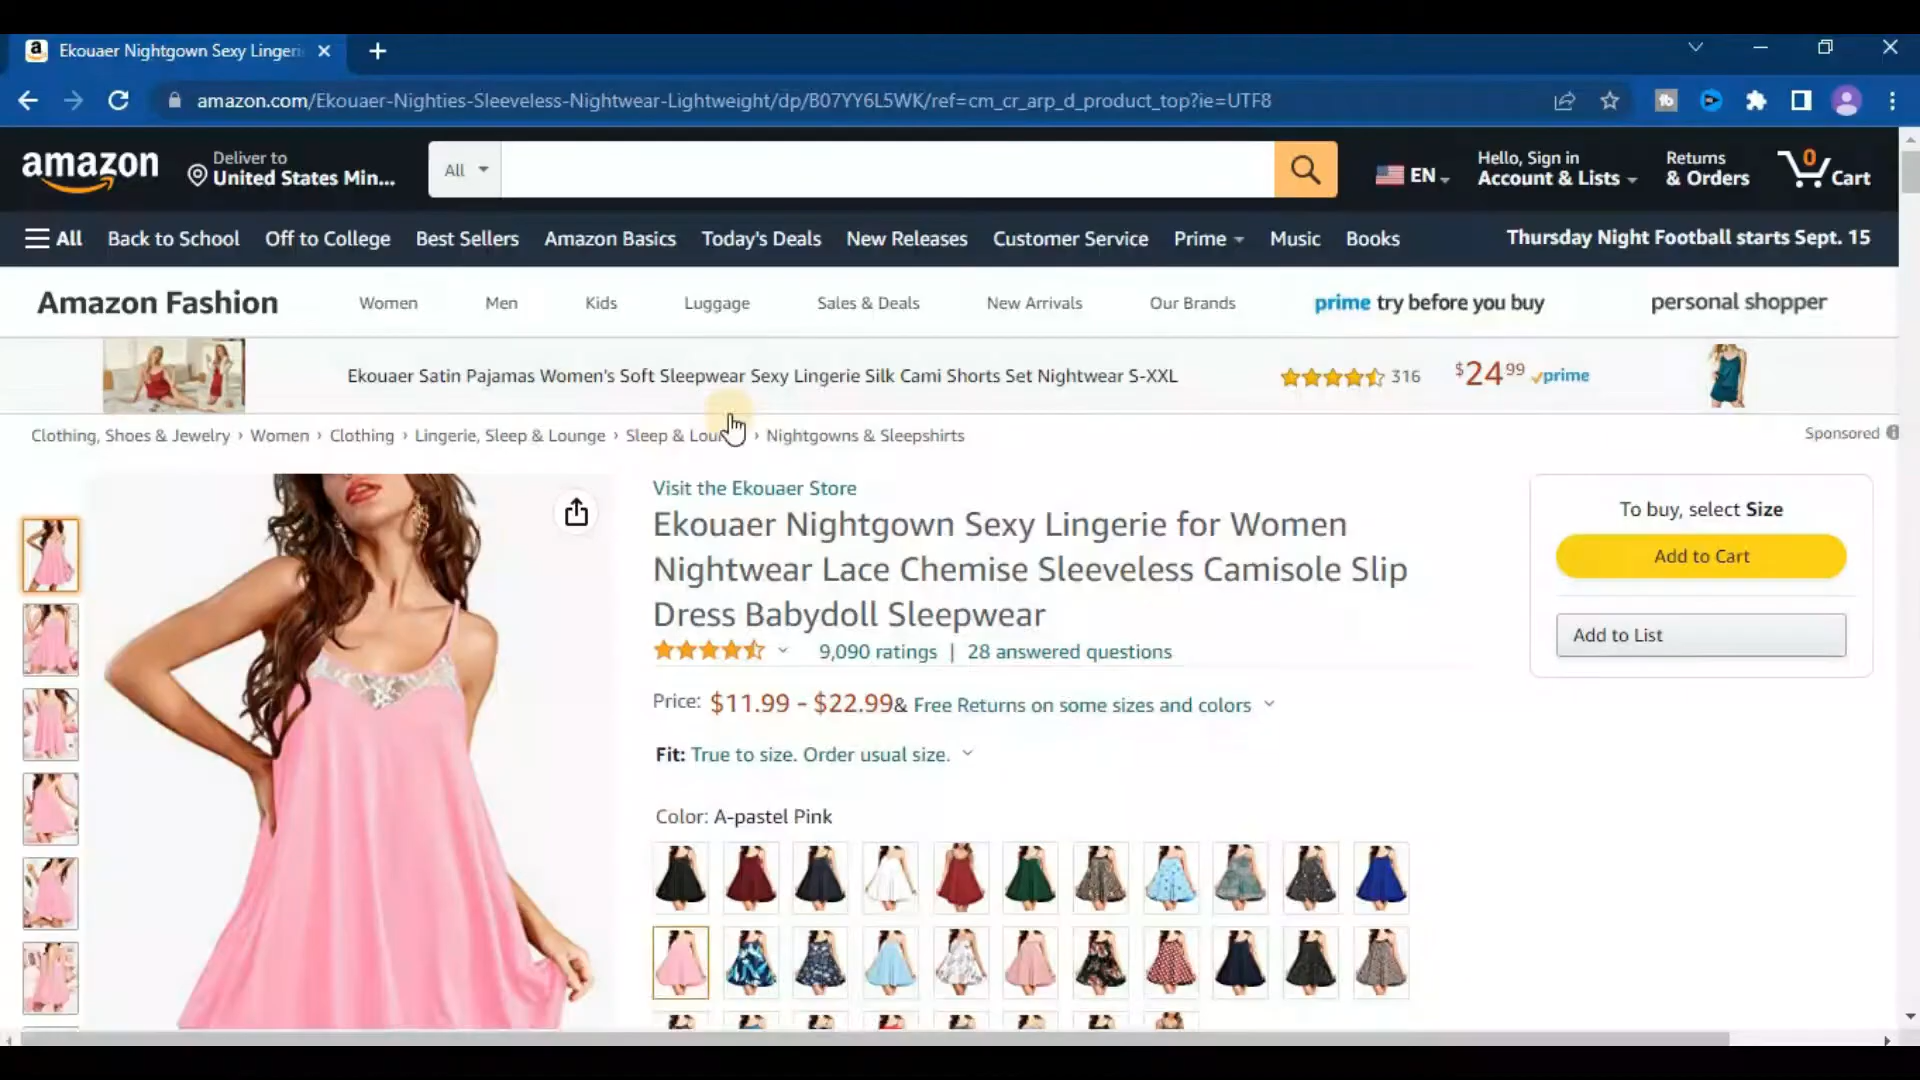 Ekouaer Nightgown Sexy Lingeri
amazon.com/Ekouaer-Nighties-Sleeveless-Nightwear-Lightweight/dp/B07YY6L5WK/ref=cm_cr_arp_d_product_top?ie=UTF8
amazon
Deliver to
United States Min...
All
EN
Hello, Sign in
Account & Lists
Returns
& Orders
0
Cart
All Back to School Off to College Best Sellers Amazon Basics Today's Deals New Releases Customer Service Prime Music Books Thursday Night Football starts Sept. 15
Amazon Fashion Women Men Kids Luggage Sales & Deals New Arrivals Our Brands prime try before you buy personal shopper
Ekouaer Satin Pajamas Women's Soft Sleepwear Sexy Lingerie Silk Cami Shorts Set Nightwear S-XXL 316 $24 99 prime
Clothing, Shoes & Jewelry › Women › Clothing › Lingerie, Sleep & Lounge › Sleep & Lou › Nightgowns & Sleepshirts
Sponsored
Visit the Ekouaer Store
Ekouaer Nightgown Sexy Lingerie for Women
Nightwear Lace Chemise Sleeveless Camisole Slip
Dress Babydoll Sleepwear
9,090 ratings | 28 answered questions
Price: $11.99 - $22.99& Free Returns on some sizes and colors
Fit: True to size. Order usual size.
Color: A-pastel Pink
To buy, select Size
Add to Cart
Add to List